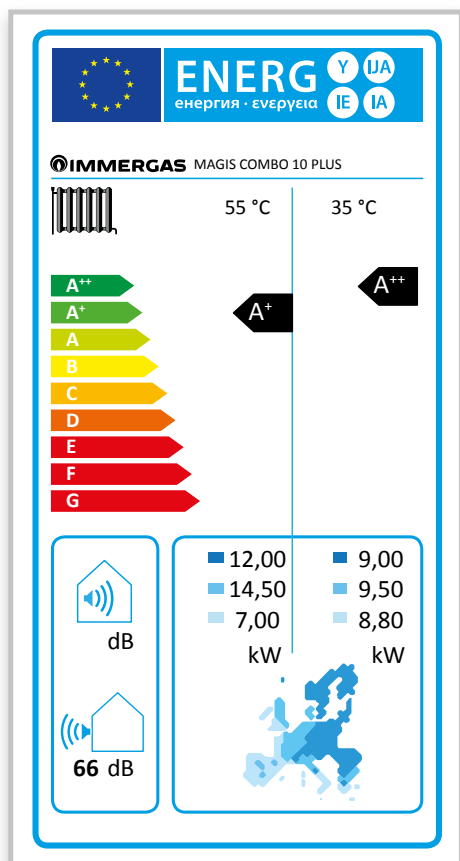 ENERG Y IJA
енергия · ενεργεια IE IA
IMMERGAS MAGIS COMBO 10 PLUS
55 °C 35 °C
A++ A++
A+ A+
A
B
C
D
E
F
G
12,00 9,00
14,50 9,50
7,00 8,80
kW kW
dB
66 dB